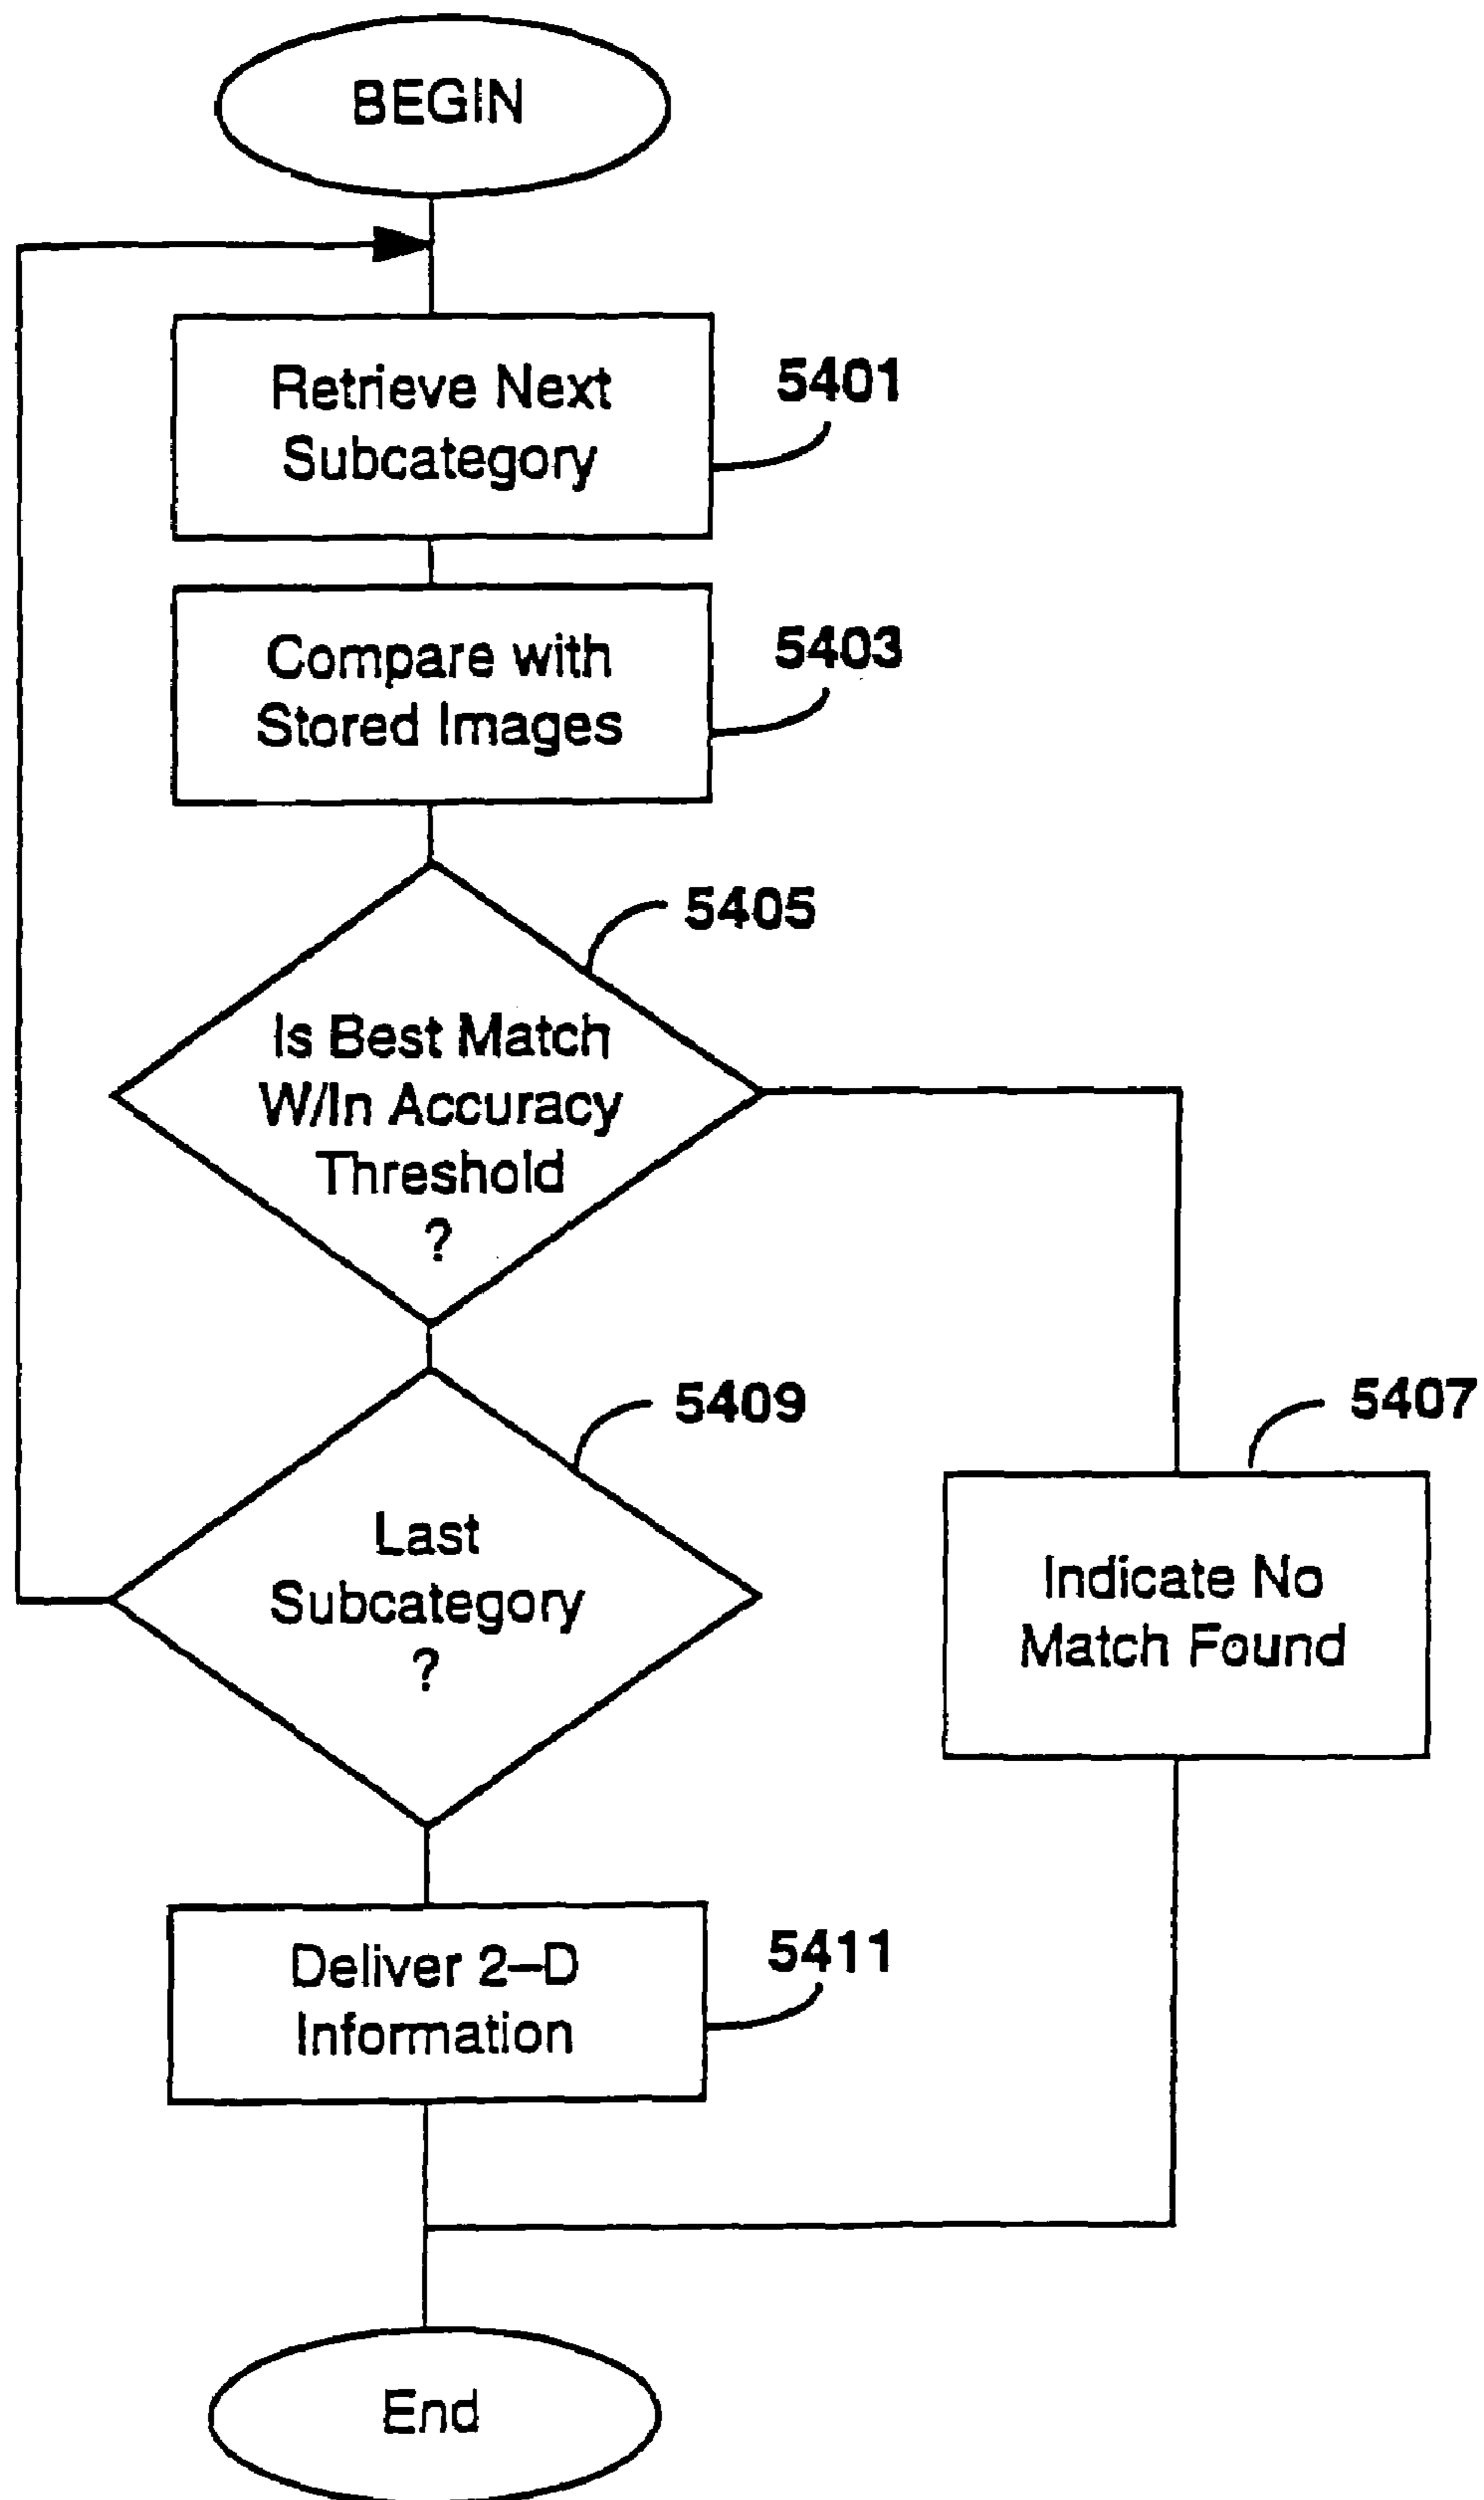 BEGIN
Retrieve Next
Subcategory
5401
Compare with
Stored Images
5403
5405
Is Best Match
W/In Accuracy
Threshold
?
5409
5407
Last
Subcategory
?
Indicate No
Match Found
Deliver 2–D
Information
5411
End